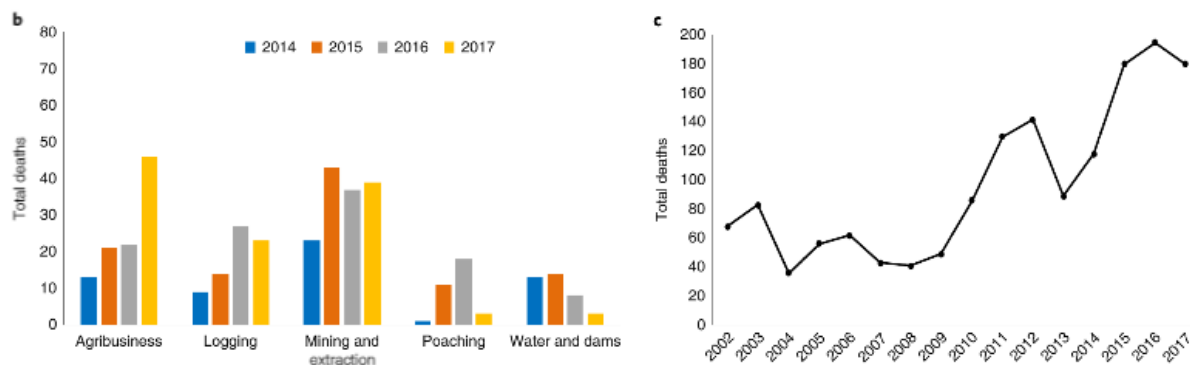 b
80
70
60
50
40
30
20
10
0
Total deaths
2014 2015 2016 2017
Agribusiness Logging Mining and extraction Poaching Water and dams
c
200
180
160
140
120
100
80
60
40
20
0
Total deaths
2002 2003 2004 2005 2006 2007 2008 2009 2010 2011 2012 2013 2014 2015 2016 2017